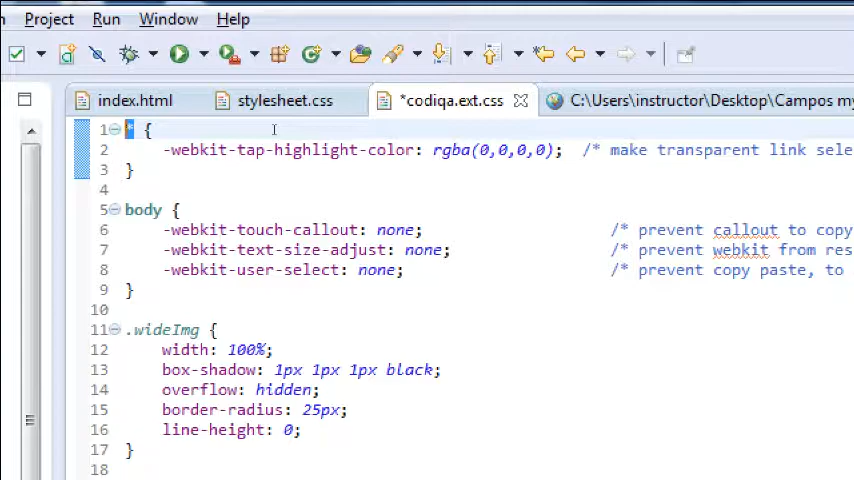 Project Run Window Help
index.html stylesheet.css *codiqa.ext.css C:\Users\instructor\Desktop\Campos my
1 * {
2 -webkit-tap-highlight-color: rgba(0,0,0,0); /* make transparent link sele
3 }
4
5 body {
6 -webkit-touch-callout: none; /* prevent callout to copy
7 -webkit-text-size-adjust: none; /* prevent webkit from res
8 -webkit-user-select: none; /* prevent copy paste, to
9 }
10
11 .wideImg {
12 width: 100%;
13 box-shadow: 1px 1px 1px black;
14 overflow: hidden;
15 border-radius: 25px;
16 line-height: 0;
17 }
18